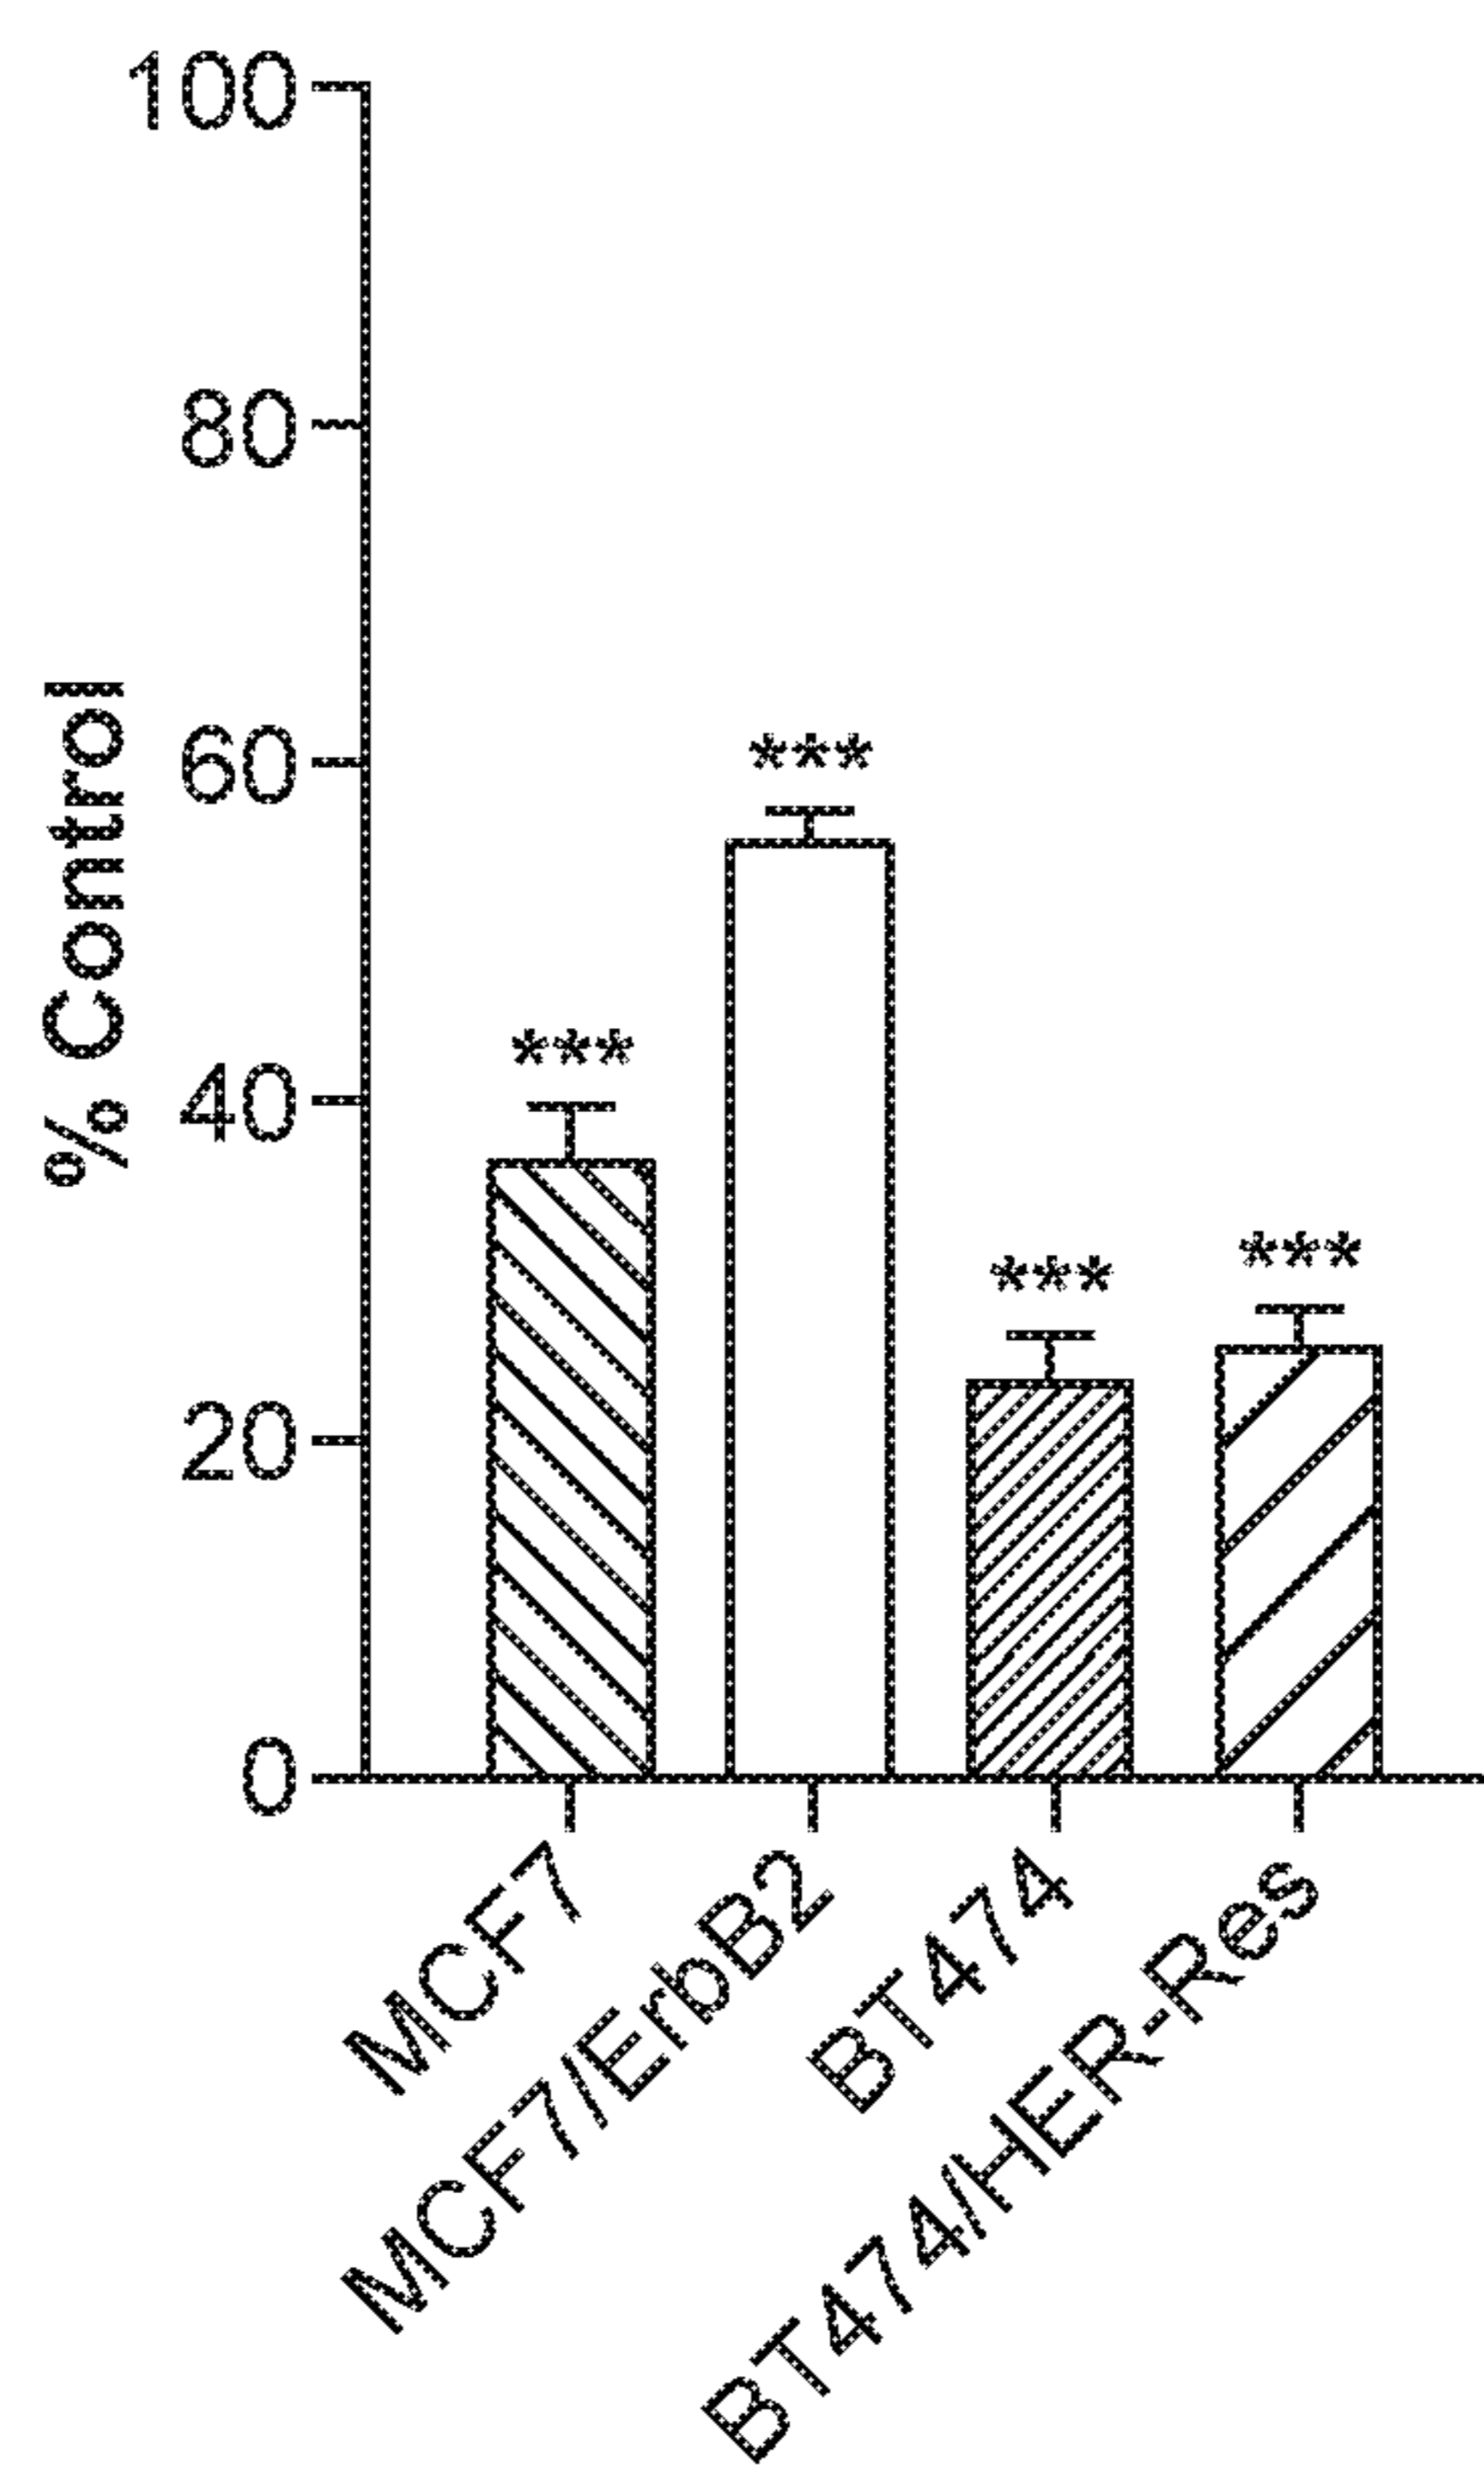 % Control
100
80
60
40
20
0
***
***
***
***
MCF7
MCF7/ErbB2
BT474
BT474/HER-Res